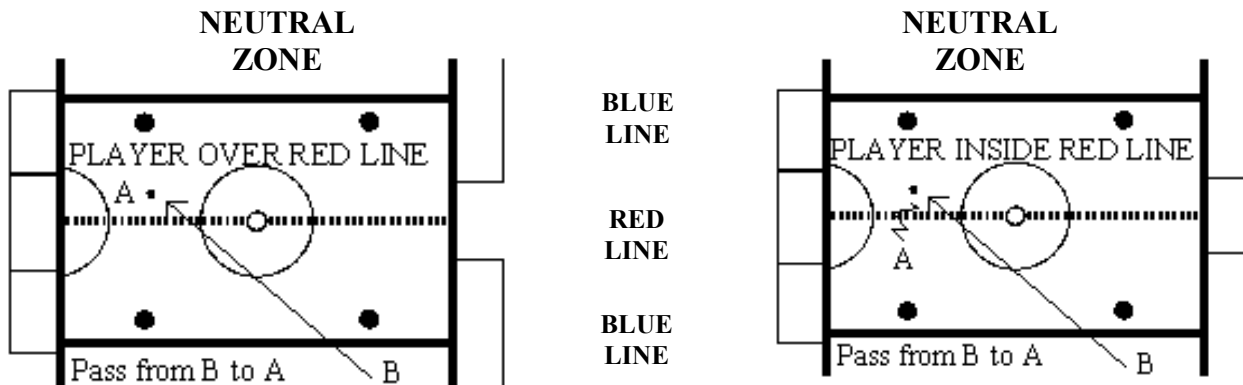 NEUTRAL
ZONE
PLAYER OVER RED LINE
A
B
Pass from B to A
BLUE
LINE
RED
LINE
BLUE
LINE
NEUTRAL
ZONE
PLAYER INSIDE RED LINE
A
B
Pass from B to A